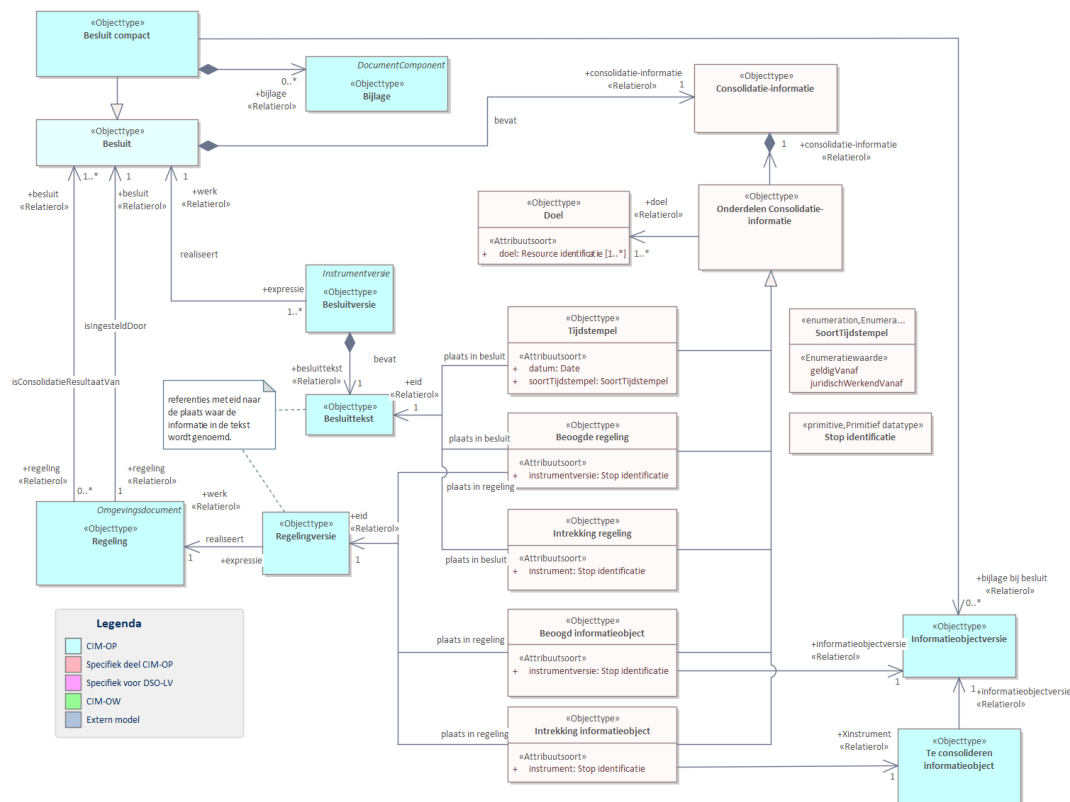 «Objecttype»
Besluit compact
DocumentComponent
«Objecttype»
Bijlage
0..*
+bijlage
«Relatierol»
+consolidatie-informatie
«Relatierol»
1
«Objecttype»
Consolidatie-informatie
bevat
«Objecttype»
Besluit
1
+consolidatie-informatie
«Relatierol»
+besluit
«Relatierol»
1..*
1
+besluit
«Relatierol»
1
+werk
«Relatierol»
«Objecttype»
Doel
«Attribuutsoort»
+ doel: Resource identificatie [1..*]
+doel
«Relatierol»
1..*
«Objecttype»
Onderdelen Consolidatie-
informatie
realiseert
Instrumentversie
«Objecttype»
Besluitversie
+expressie
1..*
isIngesteldDoor
isConsolidatieResultaatVan
bevat
+besluittekst
«Relatierol»
1
«Objecttype»
Besluittekst
+eid
«Relatierol»
1
plaats in besluit
«Objecttype»
Tijdstempel
«Attribuutsoort»
+ datum: Date
+ soortTijdstempel: SoortTijdstempel
«enumeration,Enumera...
SoortTijdstempel
«Enumeratiewaarde»
geldigVanaf
juridischWerkendVanaf
referenties met eid naar
de plaats waar de
informatie in de tekst
wordt genoemd.
plaats in besluit
plaats in regeling
«Objecttype»
Beoogde regeling
«Attribuutsoort»
+ instrumentversie: Stop identificatie
«primitive,Primitief datatype»
Stop identificatie
+regeling
«Relatierol»
0..*
1
+regeling
«Relatierol»
Omgevingsdocument
«Objecttype»
Regeling
+werk
«Relatierol»
1
realiseert
+expressie
«Objecttype»
Regelingversie
+eid
«Relatierol»
1
plaats in besluit
«Objecttype»
Intrekking regeling
«Attribuutsoort»
+ instrument: Stop identificatie
plaats in regeling
«Objecttype»
Beoogd informatieobject
«Attribuutsoort»
+ instrumentversie: Stop identificatie
+bijlage bij besluit
«Relatierol»
0..*
+informatieobjectversie
«Relatierol»
1
«Objecttype»
Informatieobjectversie
1
+informatieobjectversie
«Relatierol»
plaats in regeling
«Objecttype»
Intrekking informatieobject
«Attribuutsoort»
+ instrument: Stop identificatie
+Xinstrument
«Relatierol»
1
«Objecttype»
Te consolideren
informatieobject
Legenda
CIM-OP
Specifiek deel CIM-OP
Specifiek voor DSO-LV
CIM-OW
Extern model